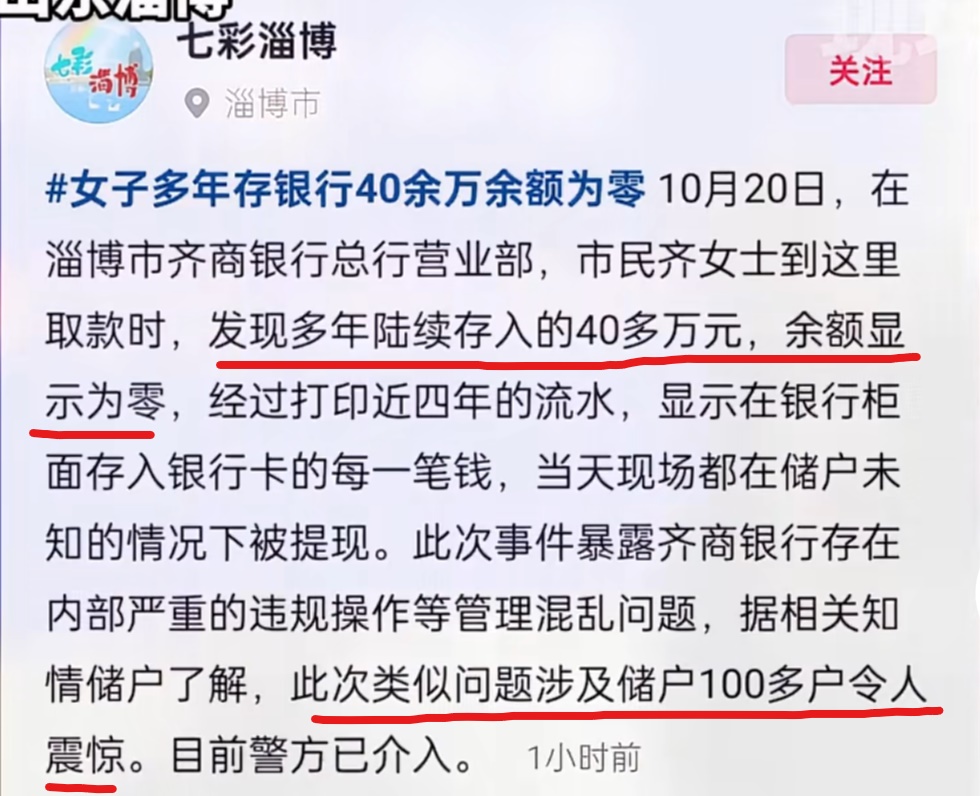 山东淄博
七彩淄博
七彩淄博
淄博市
关注
#女子多年存银行40余万余额为零 10月20日，在
淄博市齐商银行总行营业部，市民齐女士到这里
取款时，发现多年陆续存入的40多万元，余额显
示为零，经过打印近四年的流水，显示在银行柜
面存入银行卡的每一笔钱，当天现场都在储户未
知的情况下被提现。此次事件暴露齐商银行存在
内部严重的违规操作等管理混乱问题，据相关知
情储户了解，此次类似问题涉及储户100多户令人
震惊。目前警方已介入。 1小时前